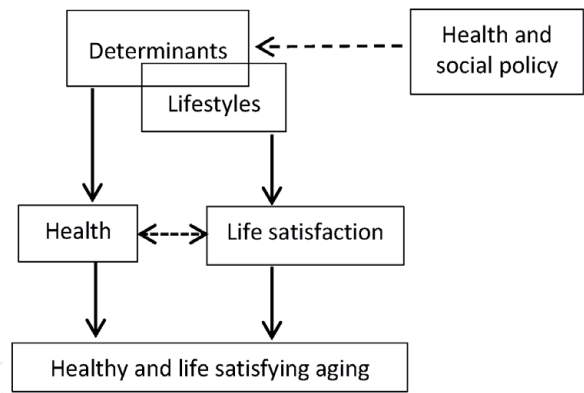 Determinants
Health and
social policy
Lifestyles
Health
Life satisfaction
Healthy and life satisfying aging